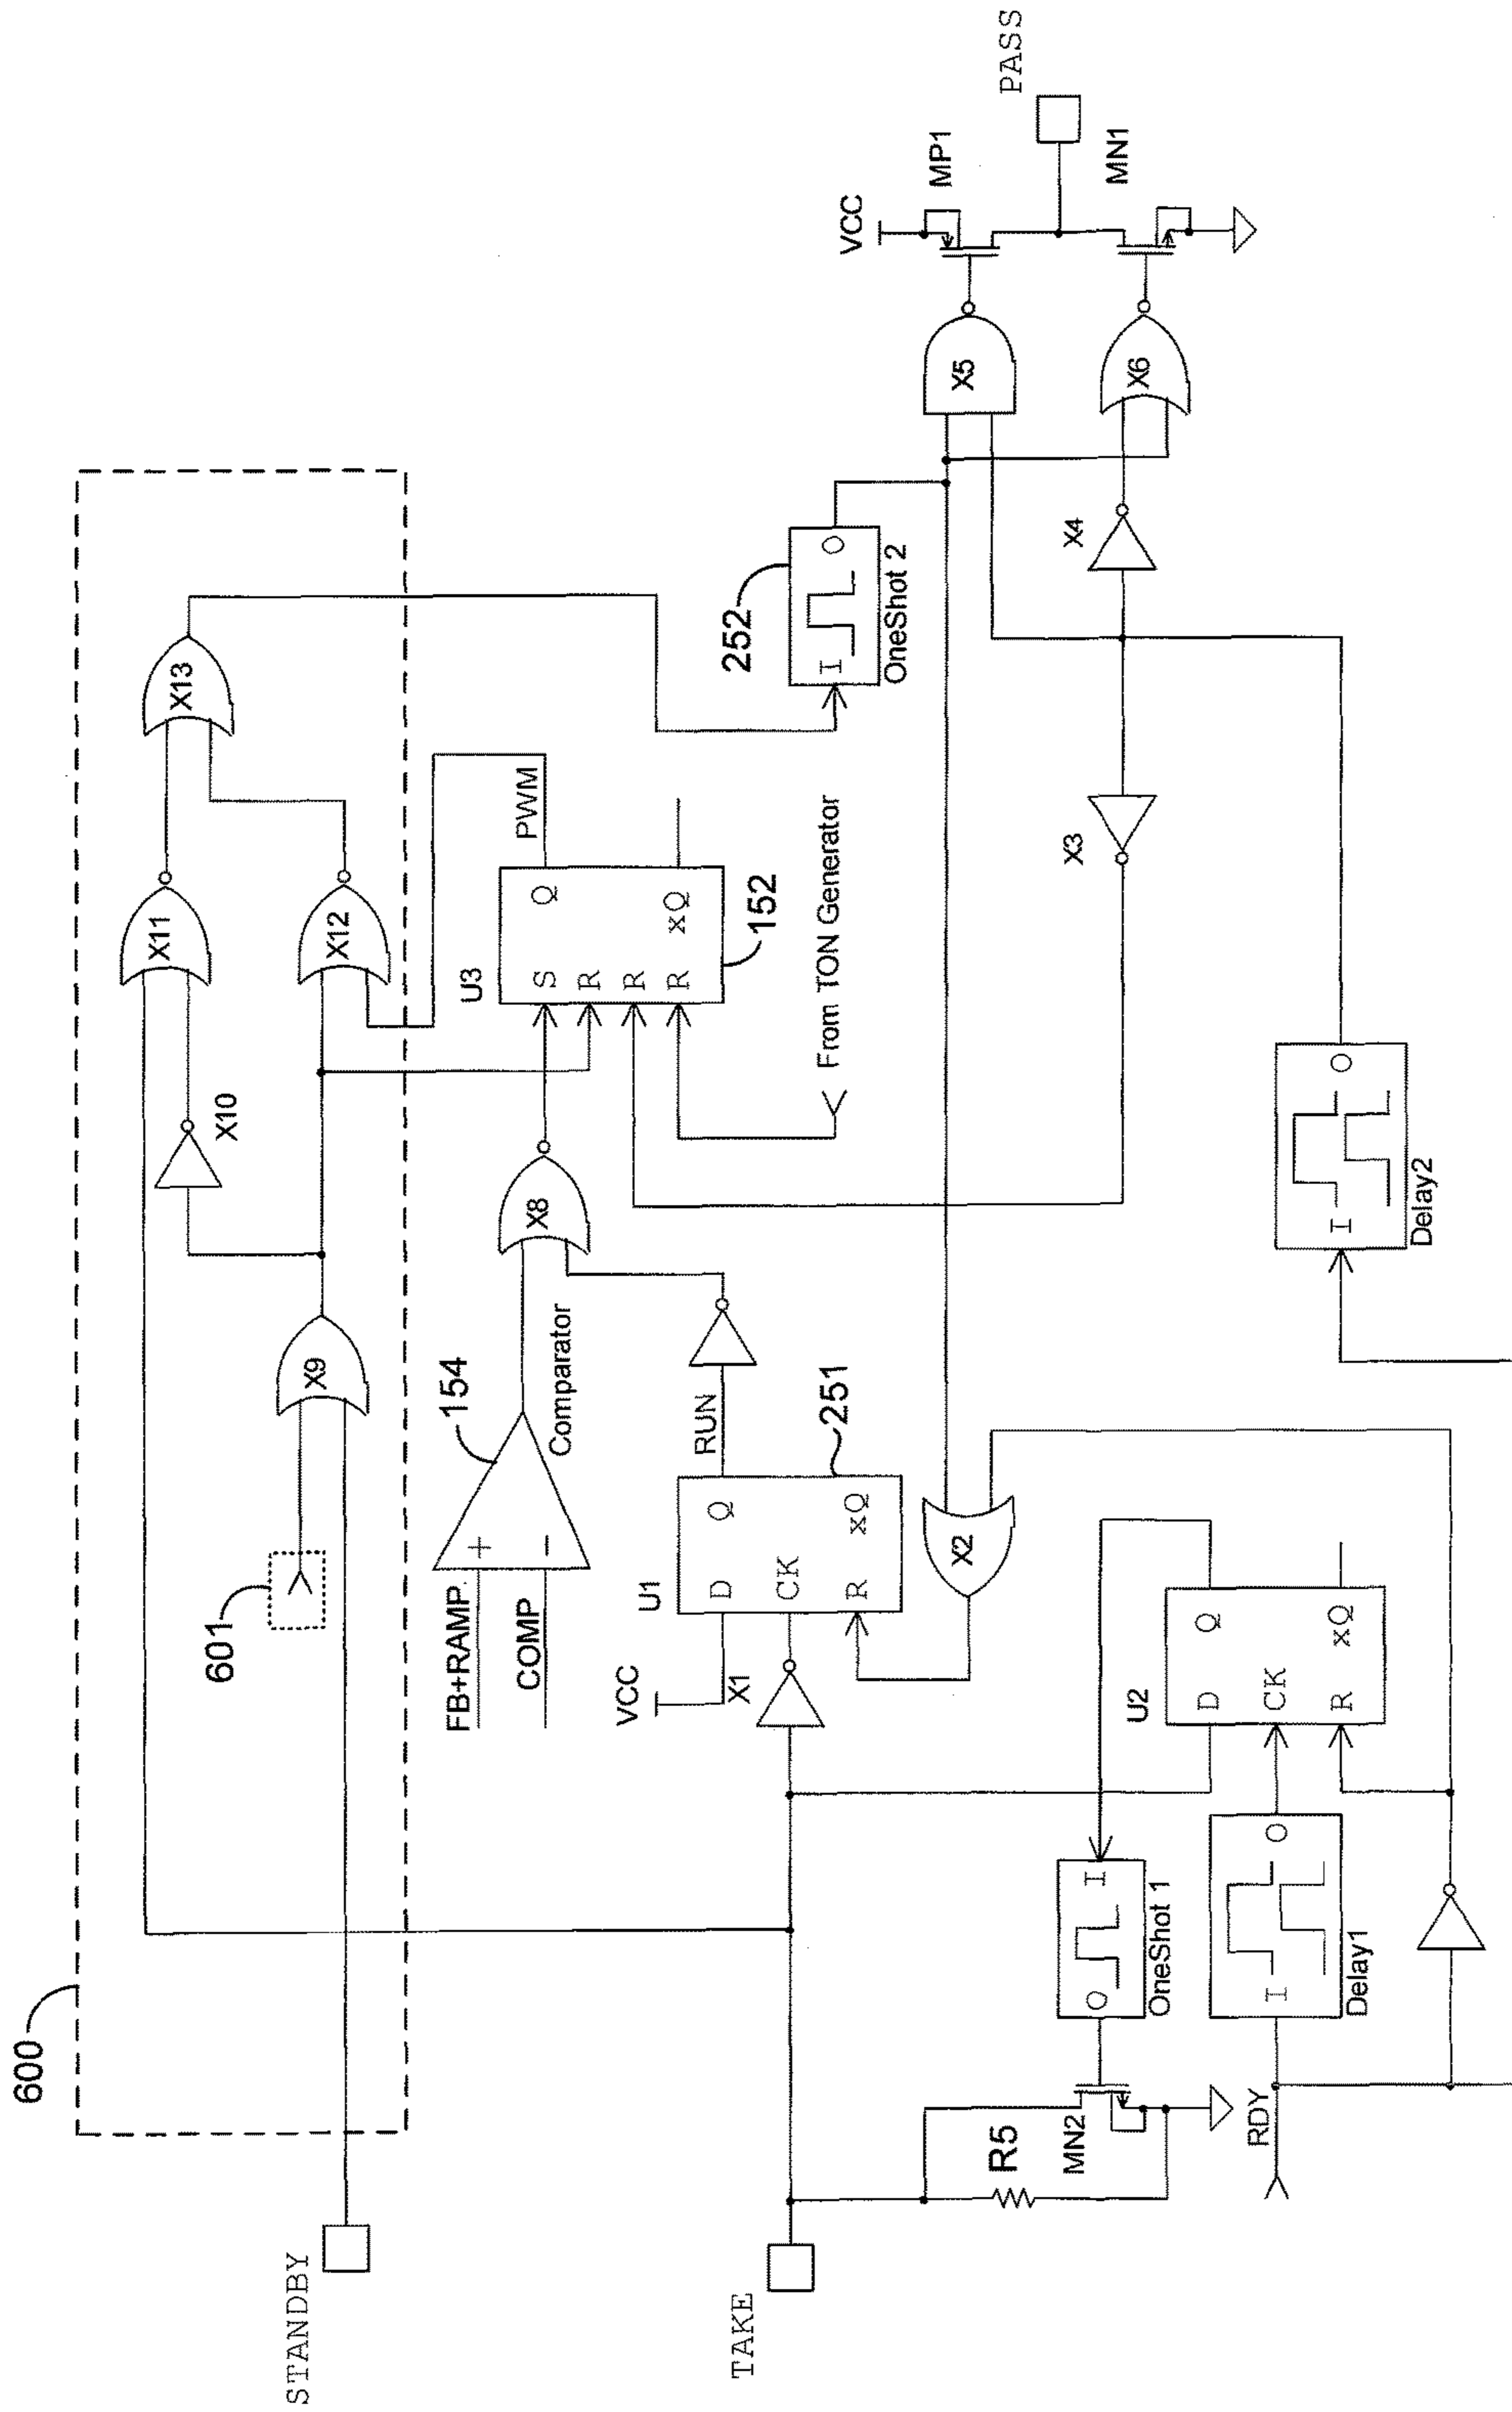 600
STANDBY
601
X9
X10
X11
X12
X13
TAKE
FB+RAMP
COMP
+
-
154
Comparator
X8
VCC
X1
U1
D
Q
CK
xQ
R
RUN
251
U3
S
Q
R
R
R
xQ
PWM
152
From TON Generator
252
I
O
OneShot 2
X2
X3
X4
X5
X6
VCC
MP1
MN1
PASS
R5
MN2
O
I
OneShot 1
RDY
I
O
Delay1
U2
D
Q
CK
R
xQ
I
O
Delay2